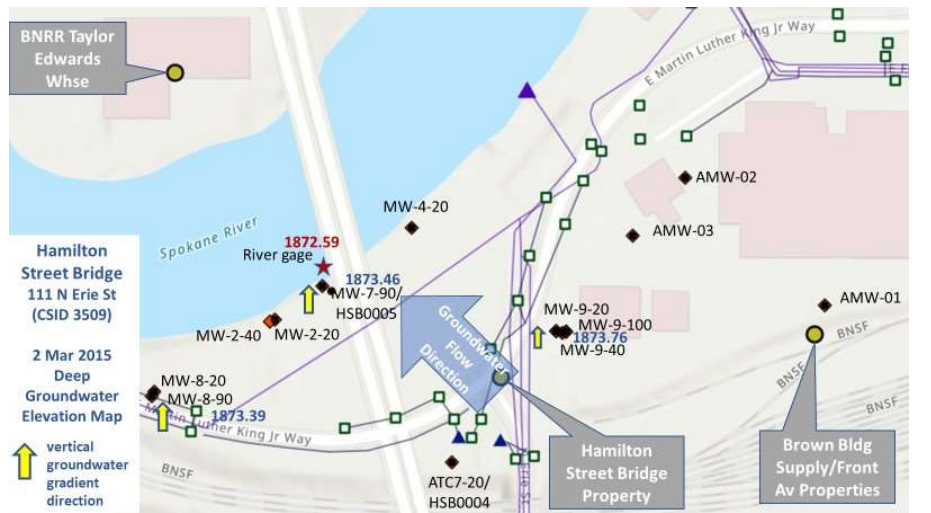 BNRR Taylor
Edwards
Whse
E Martin Luther King Jr Way
AMW-02
MW-4-20
AMW-03
Spokane River
1872.59
River gage
1873.46
MW-7-90/
HSB0005
AMW-01
MW-9-20
MW-9-100
1873.76
MW-9-40
MW-2-40
MW-2-20
Groundwater
Flow
Direction
BNSF
BNSF
BNSF
MW-8-20
MW-8-90
1873.39
Martin Luther King Jr Way
BNSF
ATC7-20/
HSB0004
Hamilton
Street Bridge
111 N Erie St
(CSID 3509)
2 Mar 2015
Deep
Groundwater
Elevation Map
vertical
groundwater
gradient
direction
Hamilton
Street Bridge
Property
Brown Bldg
Supply/Front
Av Properties